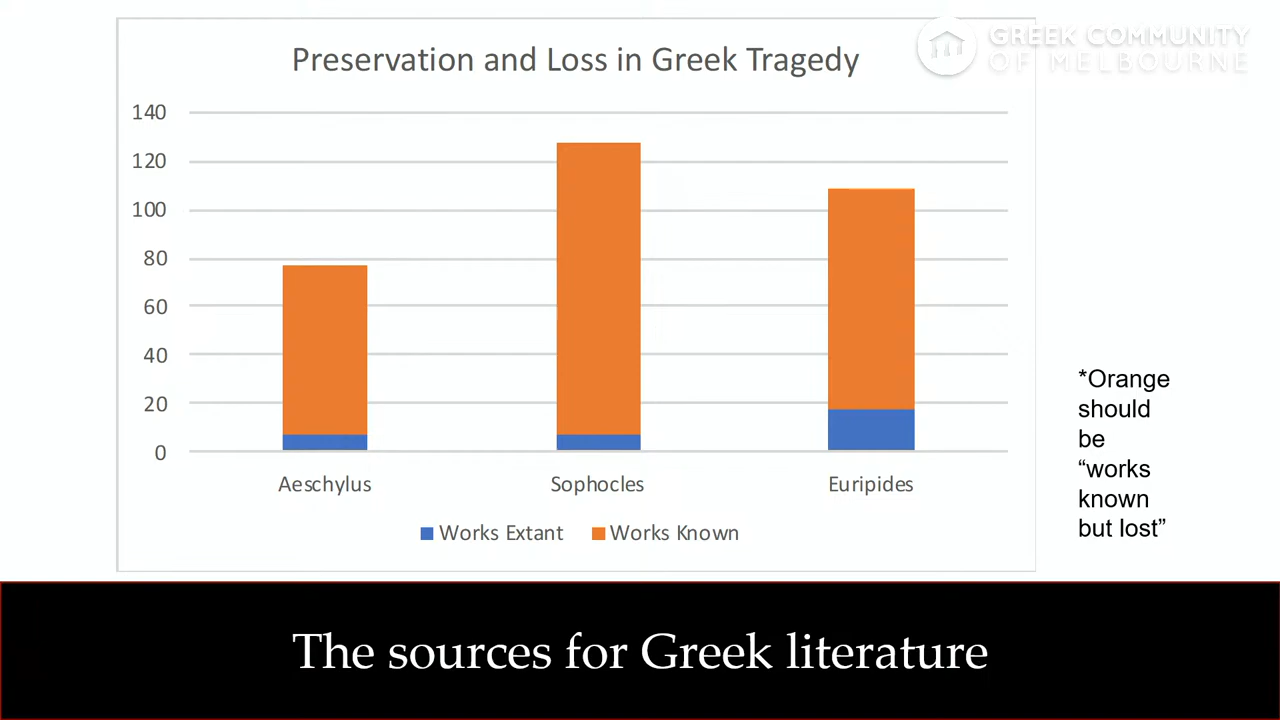 GREEK COMMUNITY
OF MELBOURNE
Preservation and Loss in Greek Tragedy
140
120
100
80
60
40
20
0
Aeschylus
Sophocles
Euripides
Works Extant
Works Known
*Orange
should
be
“works
known
but lost”
The sources for Greek literature